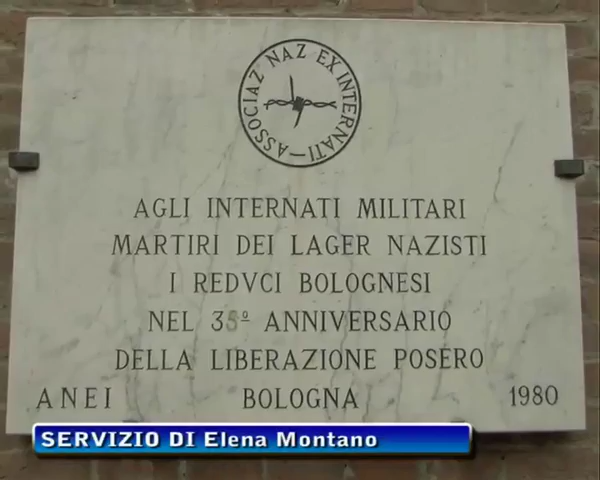 ASSOCIAZ NAZ EX INTERNATI
AGLI INTERNATI MILITARI
MARTIRI DEI LAGER NAZISTI
I REDVCI BOLOGNESI
NEL 35º ANNIVERSARIO
DELLA LIBERAZIONE POSERO
ANEI BOLOGNA 1980
SERVIZIO DI Elena Montano